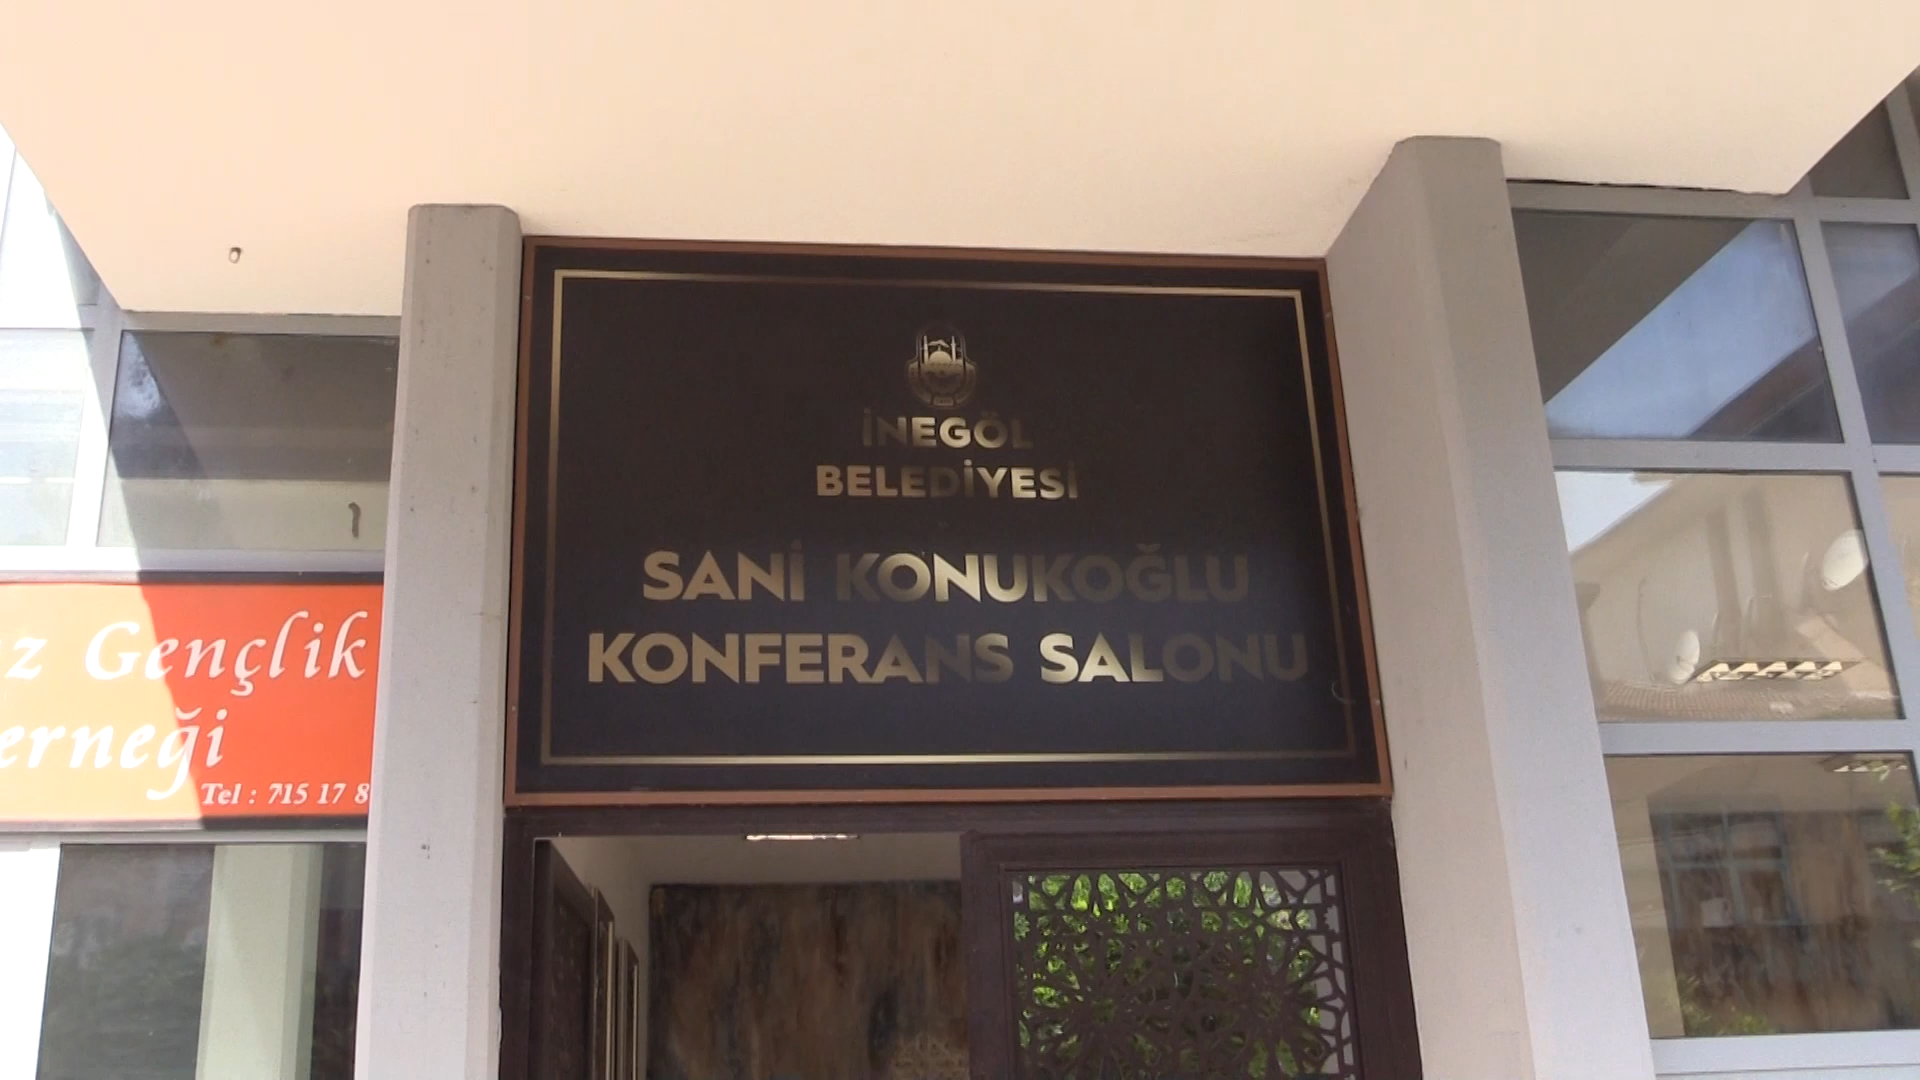 İNEGÖL
BELEDİYESİ
SANİ KONUKOĞLU
KONFERANS SALONU
Gençlik
Tel : 715 17 8